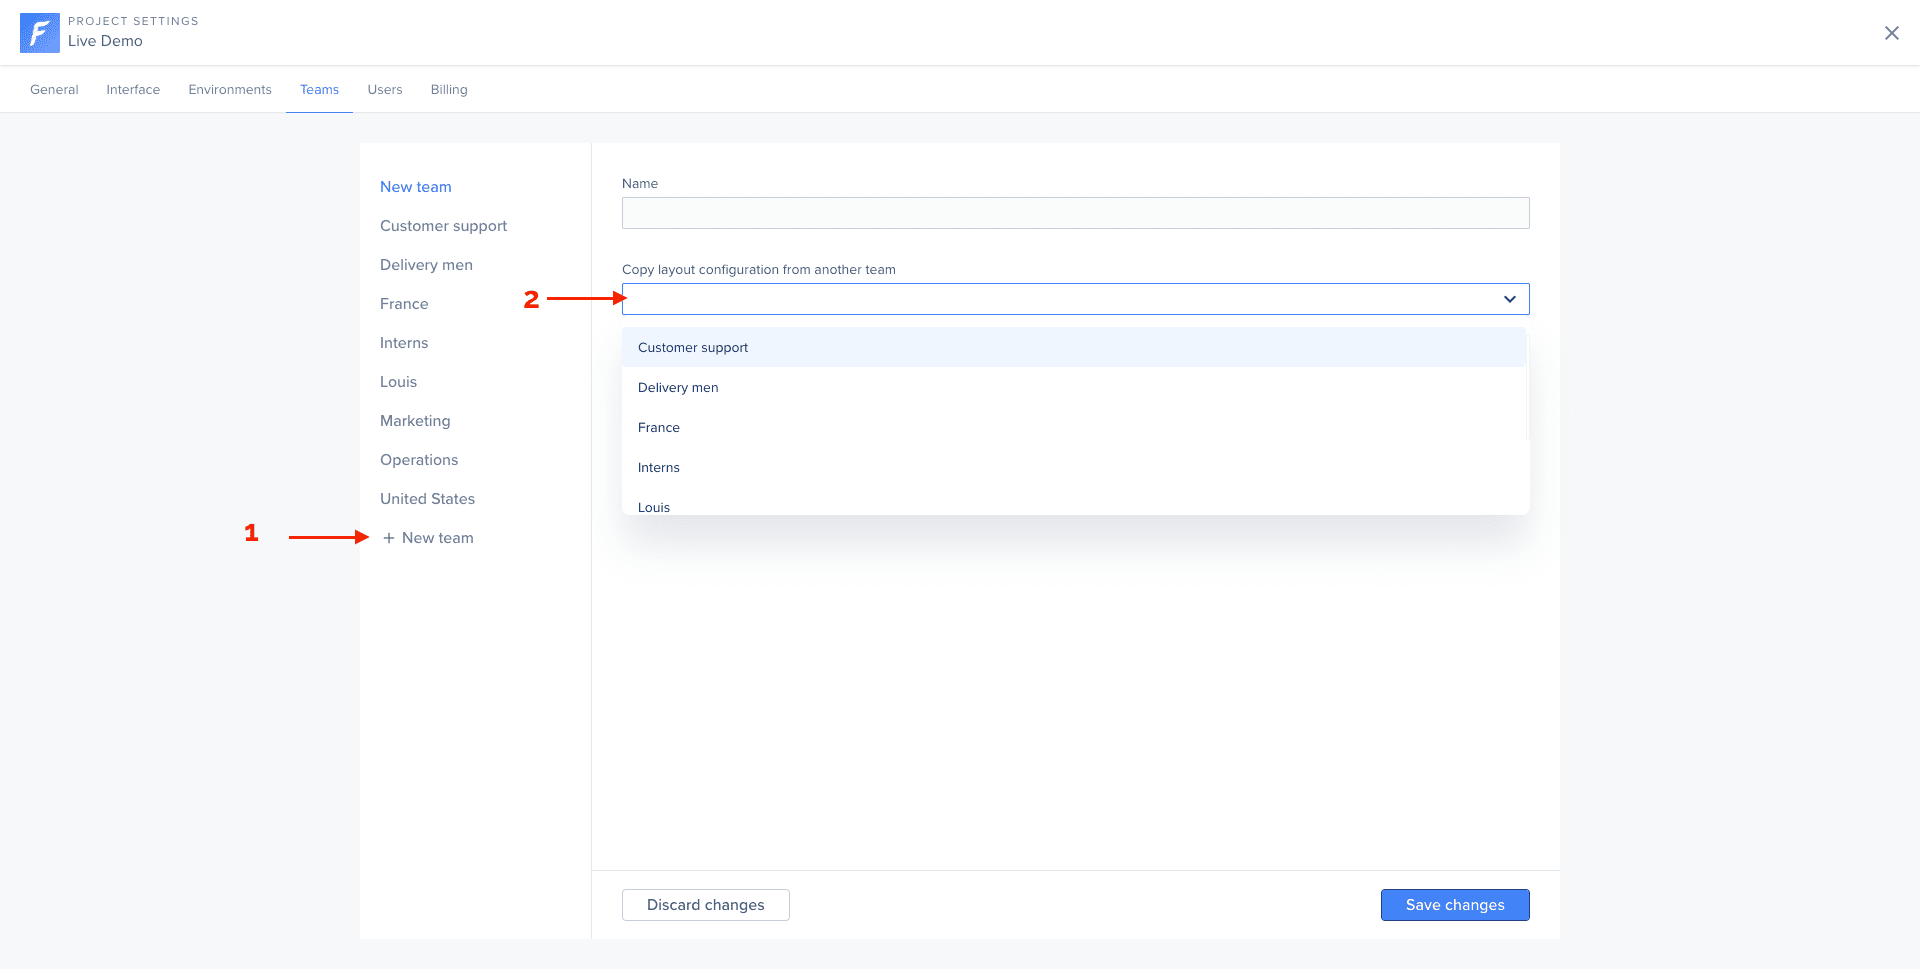 PROJECT SETTINGS
Live Demo
General Interface Environments Teams Users Billing
New team
Customer support
Delivery men
France
Interns
Louis
Marketing
Operations
United States
1
+ New team
Name
Copy layout configuration from another team
2
Customer support
Delivery men
France
Interns
Louis
Discard changes
Save changes